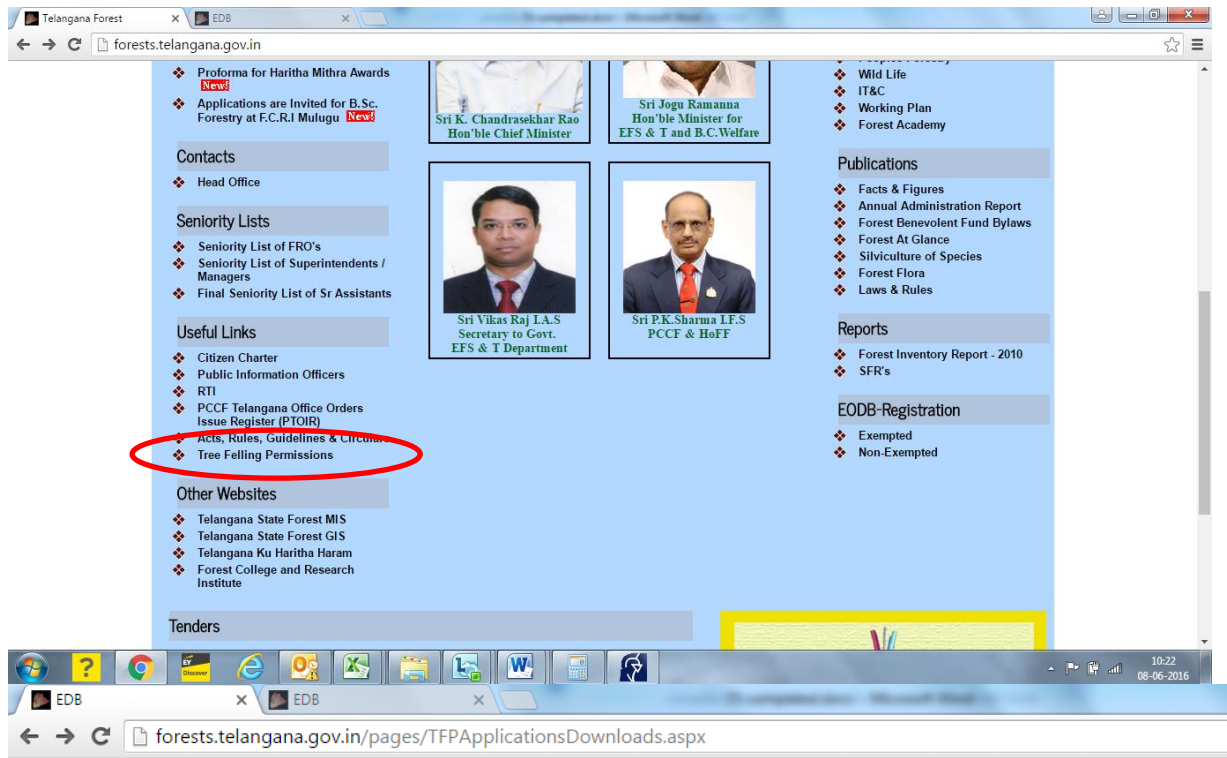 Telangana Forest
EDB
forests.telangana.gov.in
Proforma for Haritha Mithra Awards
New!
Applications are Invited for B.Sc.
Forestry at F.C.R.I Mulugu New!
Contacts
Head Office
Seniority Lists
Seniority List of FRO's
Seniority List of Superintendents /
Managers
Final Seniority List of Sr Assistants
Useful Links
Citizen Charter
Public Information Officers
RTI
PCCF Telangana Office Orders
Issue Register (PTOIR)
Acts, Rules, Guidelines & Circulars
Tree Felling Permissions
Other Websites
Telangana State Forest MIS
Telangana State Forest GIS
Telangana Ku Haritha Haram
Forest College and Research
Institute
Tenders
Sri K. Chandrasekhar Rao
Hon'ble Chief Minister
Sri Jogu Ramanna
Hon'ble Minister for
EFS & T and B.C.Welfare
Sri Vikas Raj I.A.S
Secretary to Govt.
EFS & T Department
Sri P.K.Sharma I.F.S
PCCF & HoFF
Wild Life
IT&C
Working Plan
Forest Academy
Publications
Facts & Figures
Annual Administration Report
Forest Benevolent Fund Bylaws
Forest At Glance
Silviculture of Species
Forest Flora
Laws & Rules
Reports
Forest Inventory Report - 2010
SFR's
EODB-Registration
Exempted
Non-Exempted
EY
Discover
10:22
08-06-2016
EDB
EDB
forests.telangana.gov.in/pages/TFPApplicationsDownloads.aspx